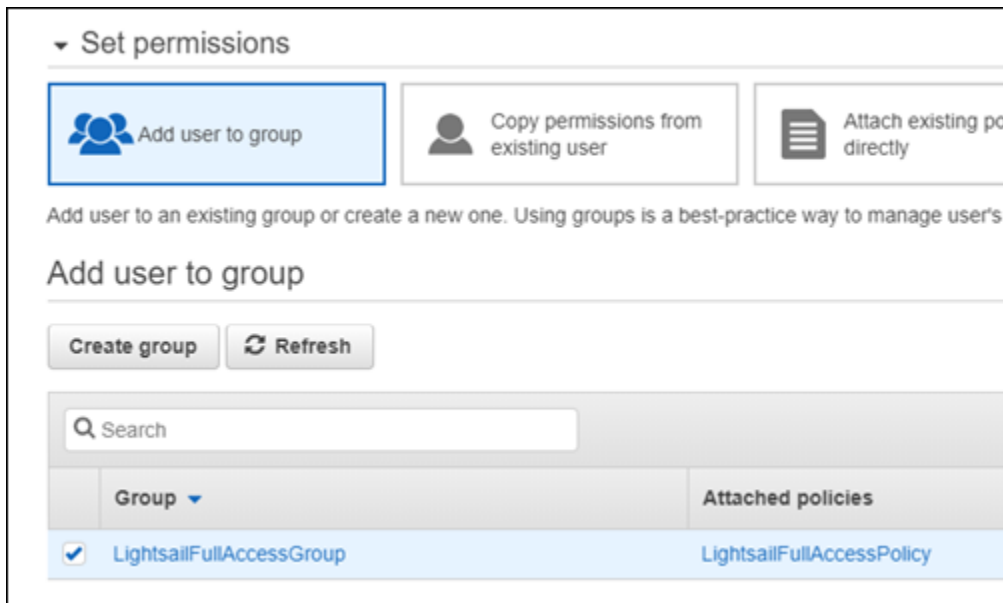 Set permissions
Add user to group
Copy permissions from
existing user
Attach existing
directly
Add user to an existing group or create a new one. Using groups is a best-practice way to manage user's
Add user to group
Create group
Refresh
Search
Group
Attached policies
LightsailFullAccessGroup
LightsailFullAccessPolicy